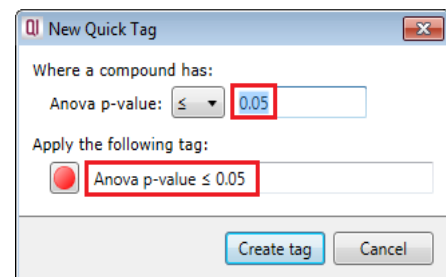 QI New Quick Tag
Where a compound has:
Anova p-value: ≤ 0.05
Apply the following tag:
Anova p-value ≤ 0.05
Create tag Cancel